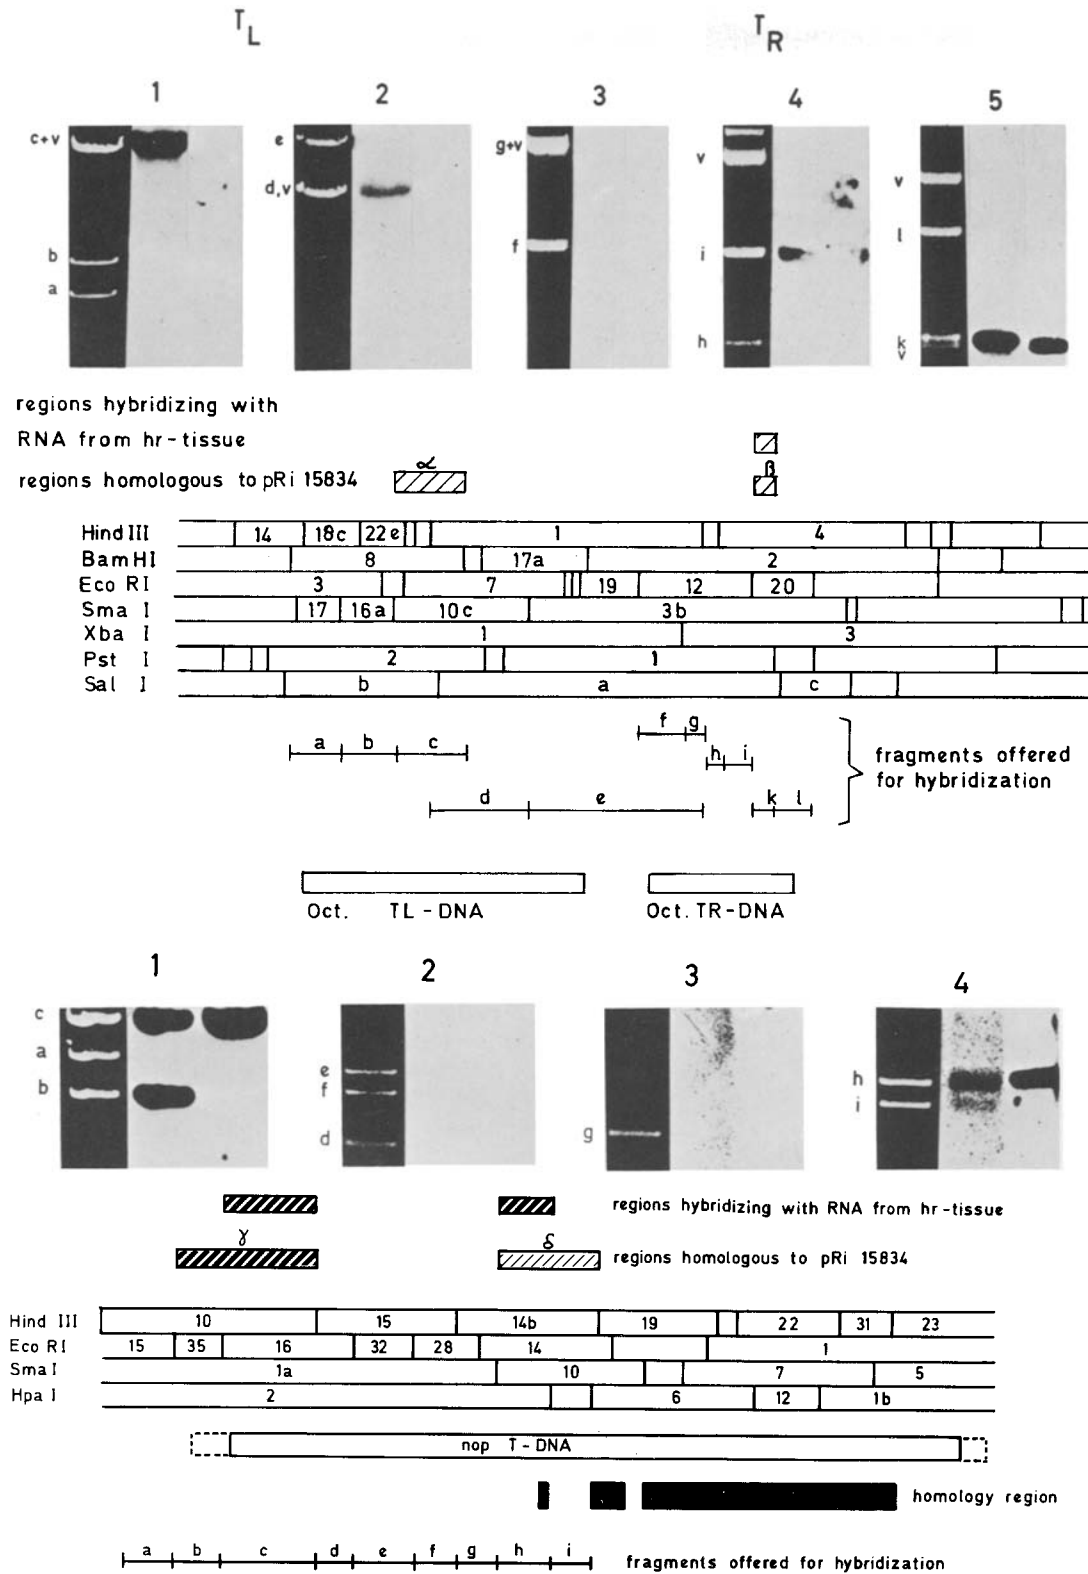 T_L T_R
1 2 3 4 5
c+v
b
a
e
d,v
g+v
f
v
i
h
v
l
k
v
regions hybridizing with
RNA from hr-tissue
regions homologous to pRi 15834 α β
Hind III 14 18c 22e 1 4
Bam HI 8 17a 2
Eco RI 3 7 19 12 20
Sma I 17 16a 10c 3b
Xba I 1 3
Pst I 2 1
Sal I b a c
f g
a b c h i
d e k l
fragments offered
for hybridization
Oct. TL-DNA Oct. TR-DNA
1 2 3 4
c
a
b
e
f
d
g
h
i
regions hybridizing with RNA from hr-tissue
γ δ regions homologous to pRi 15834
Hind III 10 15 14b 19 22 31 23
Eco RI 15 35 16 32 28 14 1
Sma I 1a 10 7 5
Hpa I 2 6 12 1b
nop T-DNA
homology region
a b c d e f g h i fragments offered for hybridization